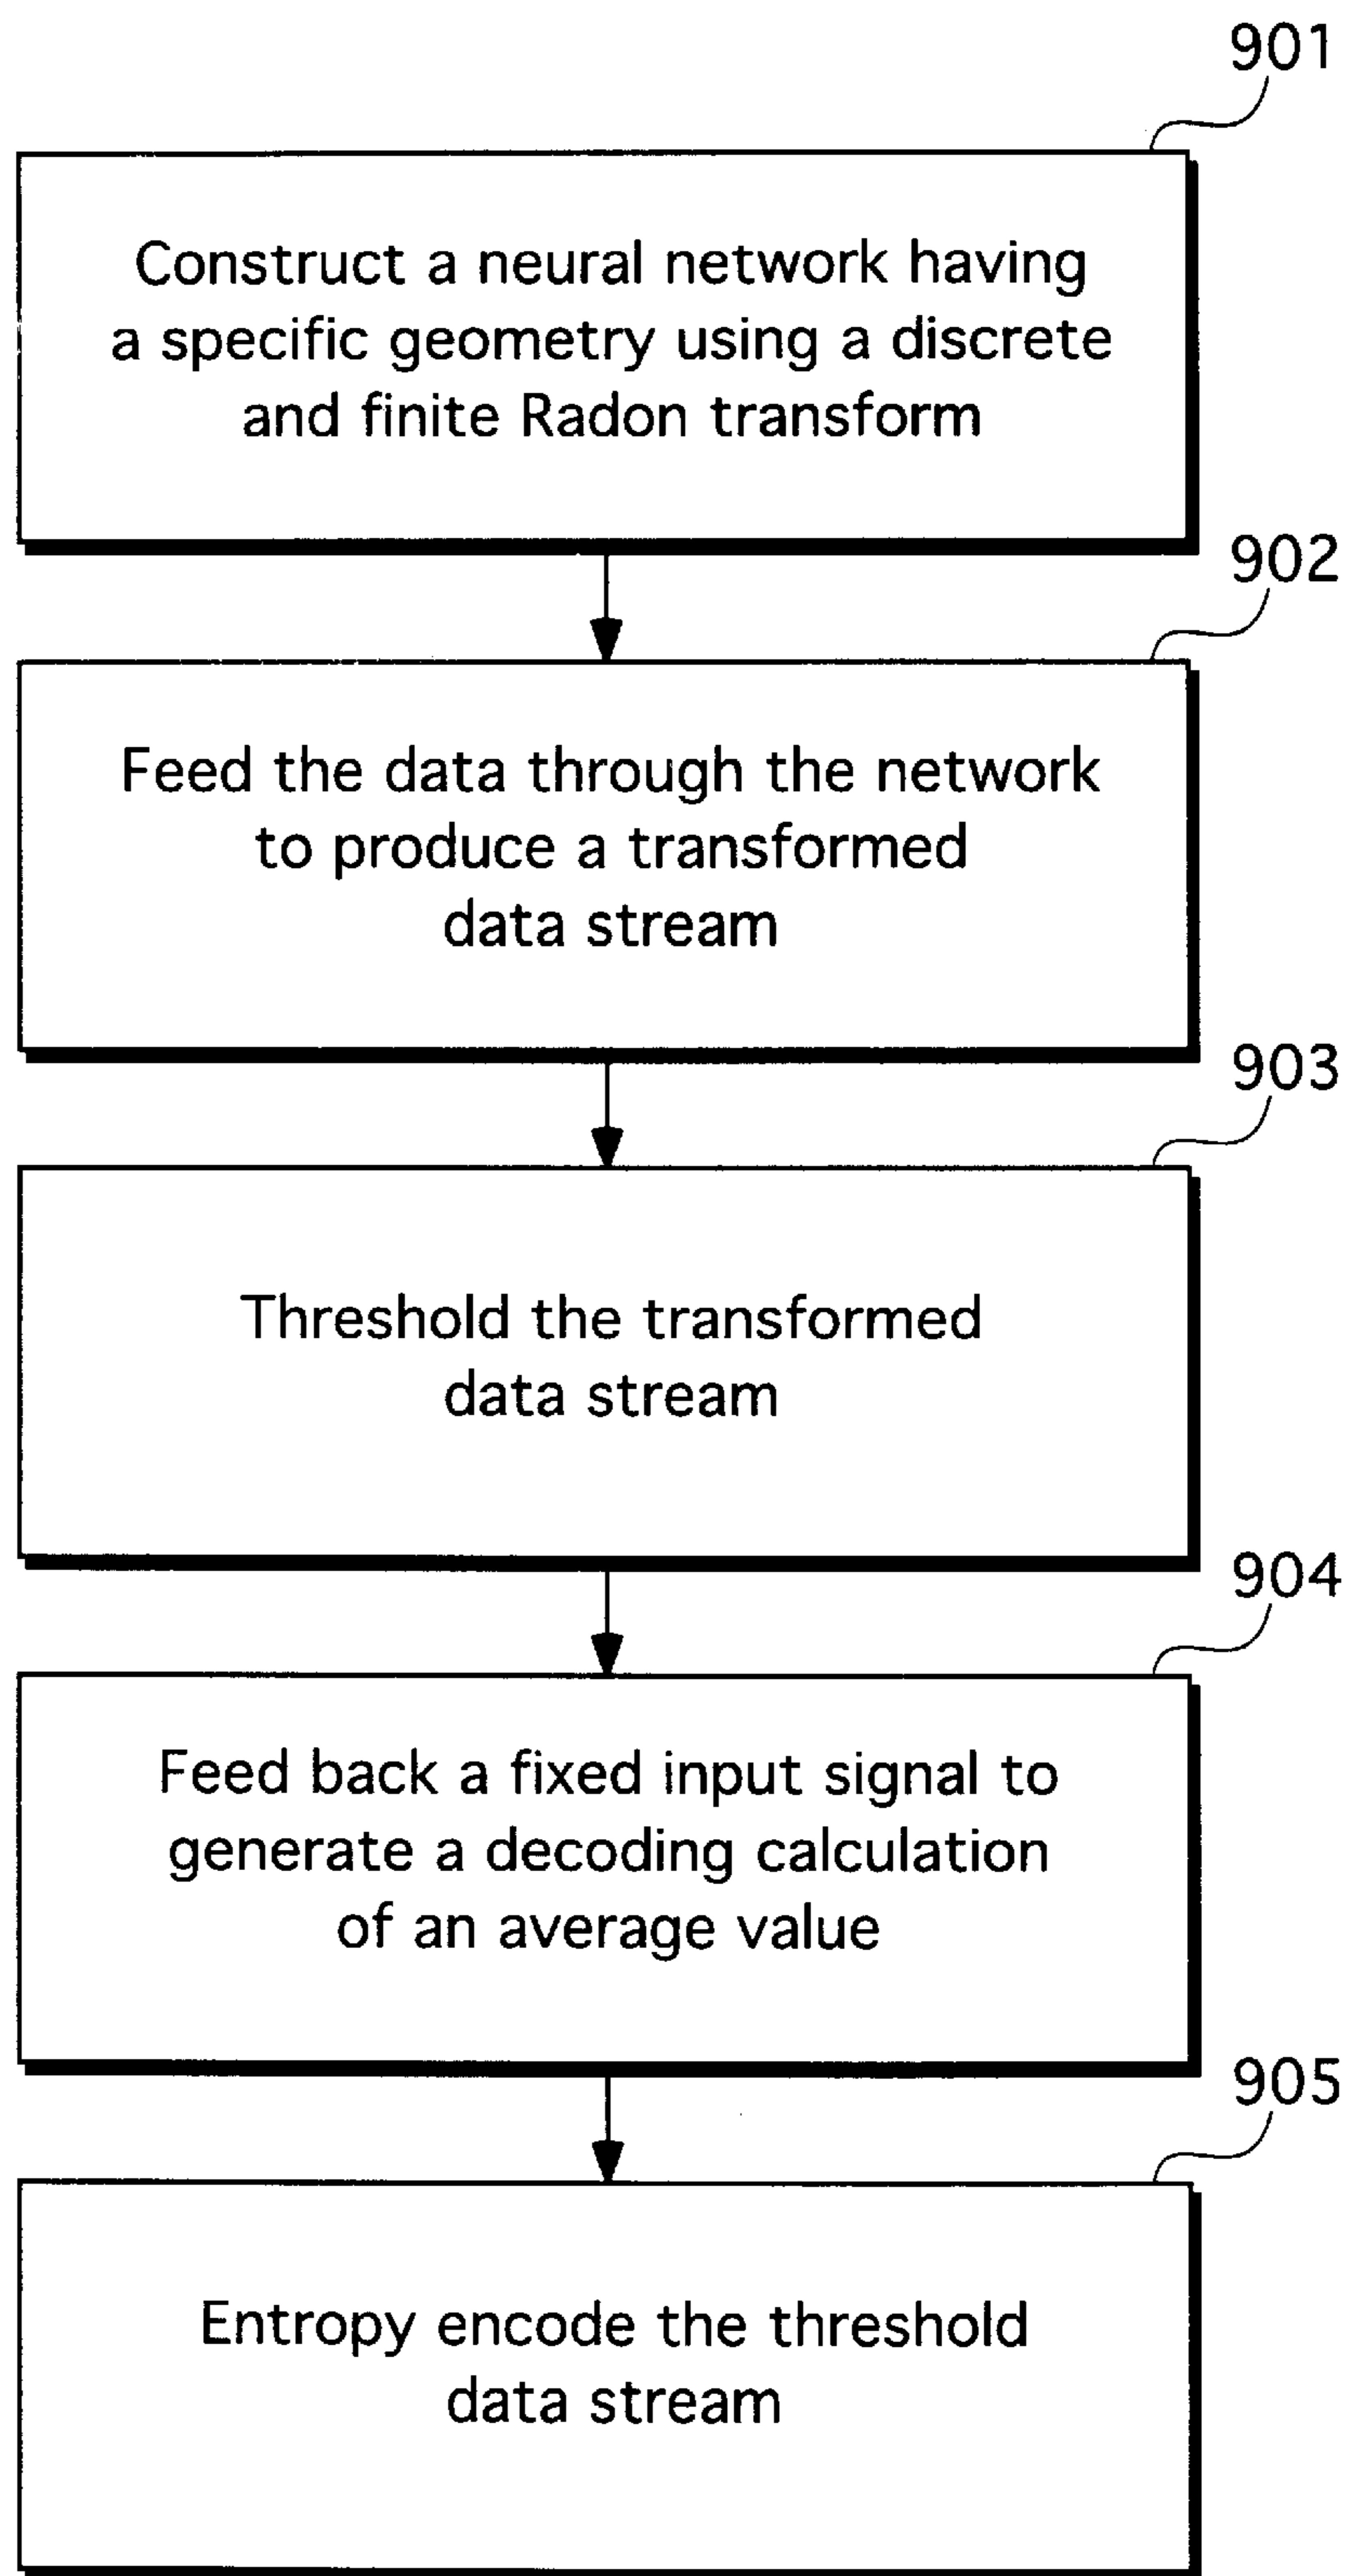 901
Construct a neural network having
a specific geometry using a discrete
and finite Radon transform
902
Feed the data through the network
to produce a transformed
data stream
903
Threshold the transformed
data stream
904
Feed back a fixed input signal to
generate a decoding calculation
of an average value
905
Entropy encode the threshold
data stream